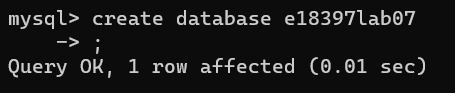 mysql> create database e18397lab07
    -> ;
Query OK, 1 row affected (0.01 sec)